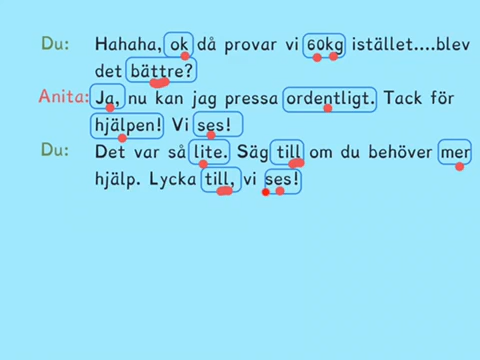 Du: Hahaha, ok då provar vi 60kg istället....blev
det bättre?
Anita: Ja, nu kan jag pressa ordentligt. Tack för
hjälpen! Vi ses!
Du: Det var så lite. Säg till om du behöver mer
hjälp. Lycka till, vi ses!